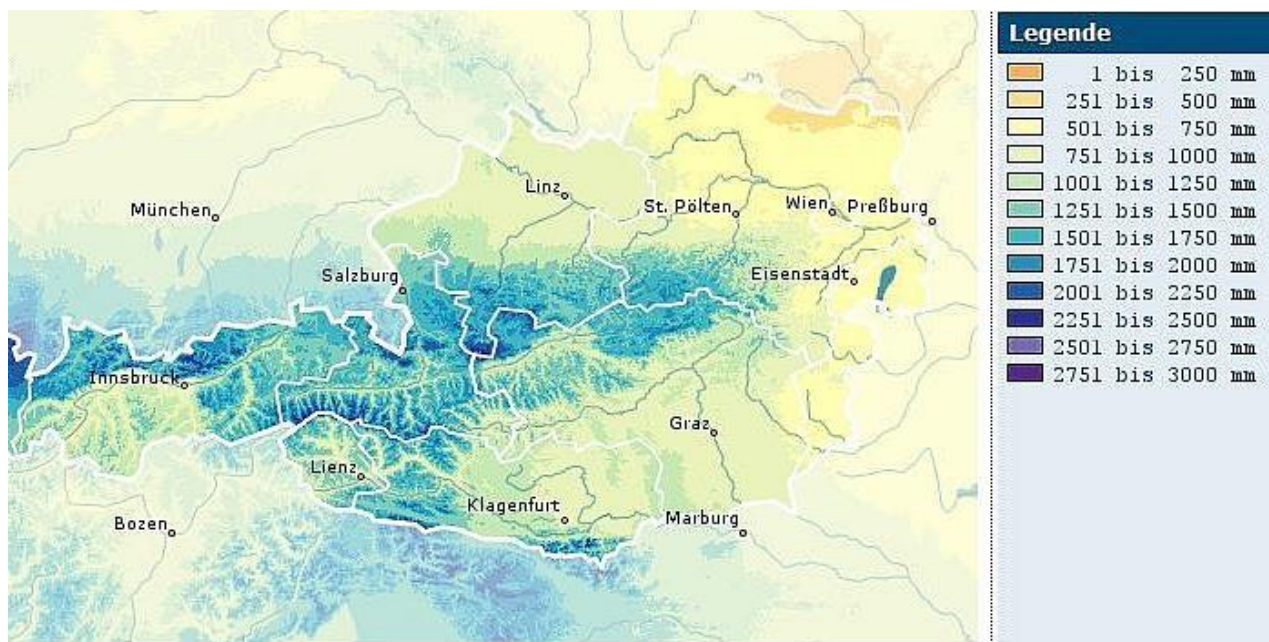 Legende
1 bis 250 mm
251 bis 500 mm
501 bis 750 mm
751 bis 1000 mm
1001 bis 1250 mm
1251 bis 1500 mm
1501 bis 1750 mm
1751 bis 2000 mm
2001 bis 2250 mm
2251 bis 2500 mm
2501 bis 2750 mm
2751 bis 3000 mm
Linz
München
St. Pölten
Wien
Preßburg
Salzburg
Eisenstadt
Innsbruck
Graz
Lienz
Klagenfurt
Bozen
Marburg